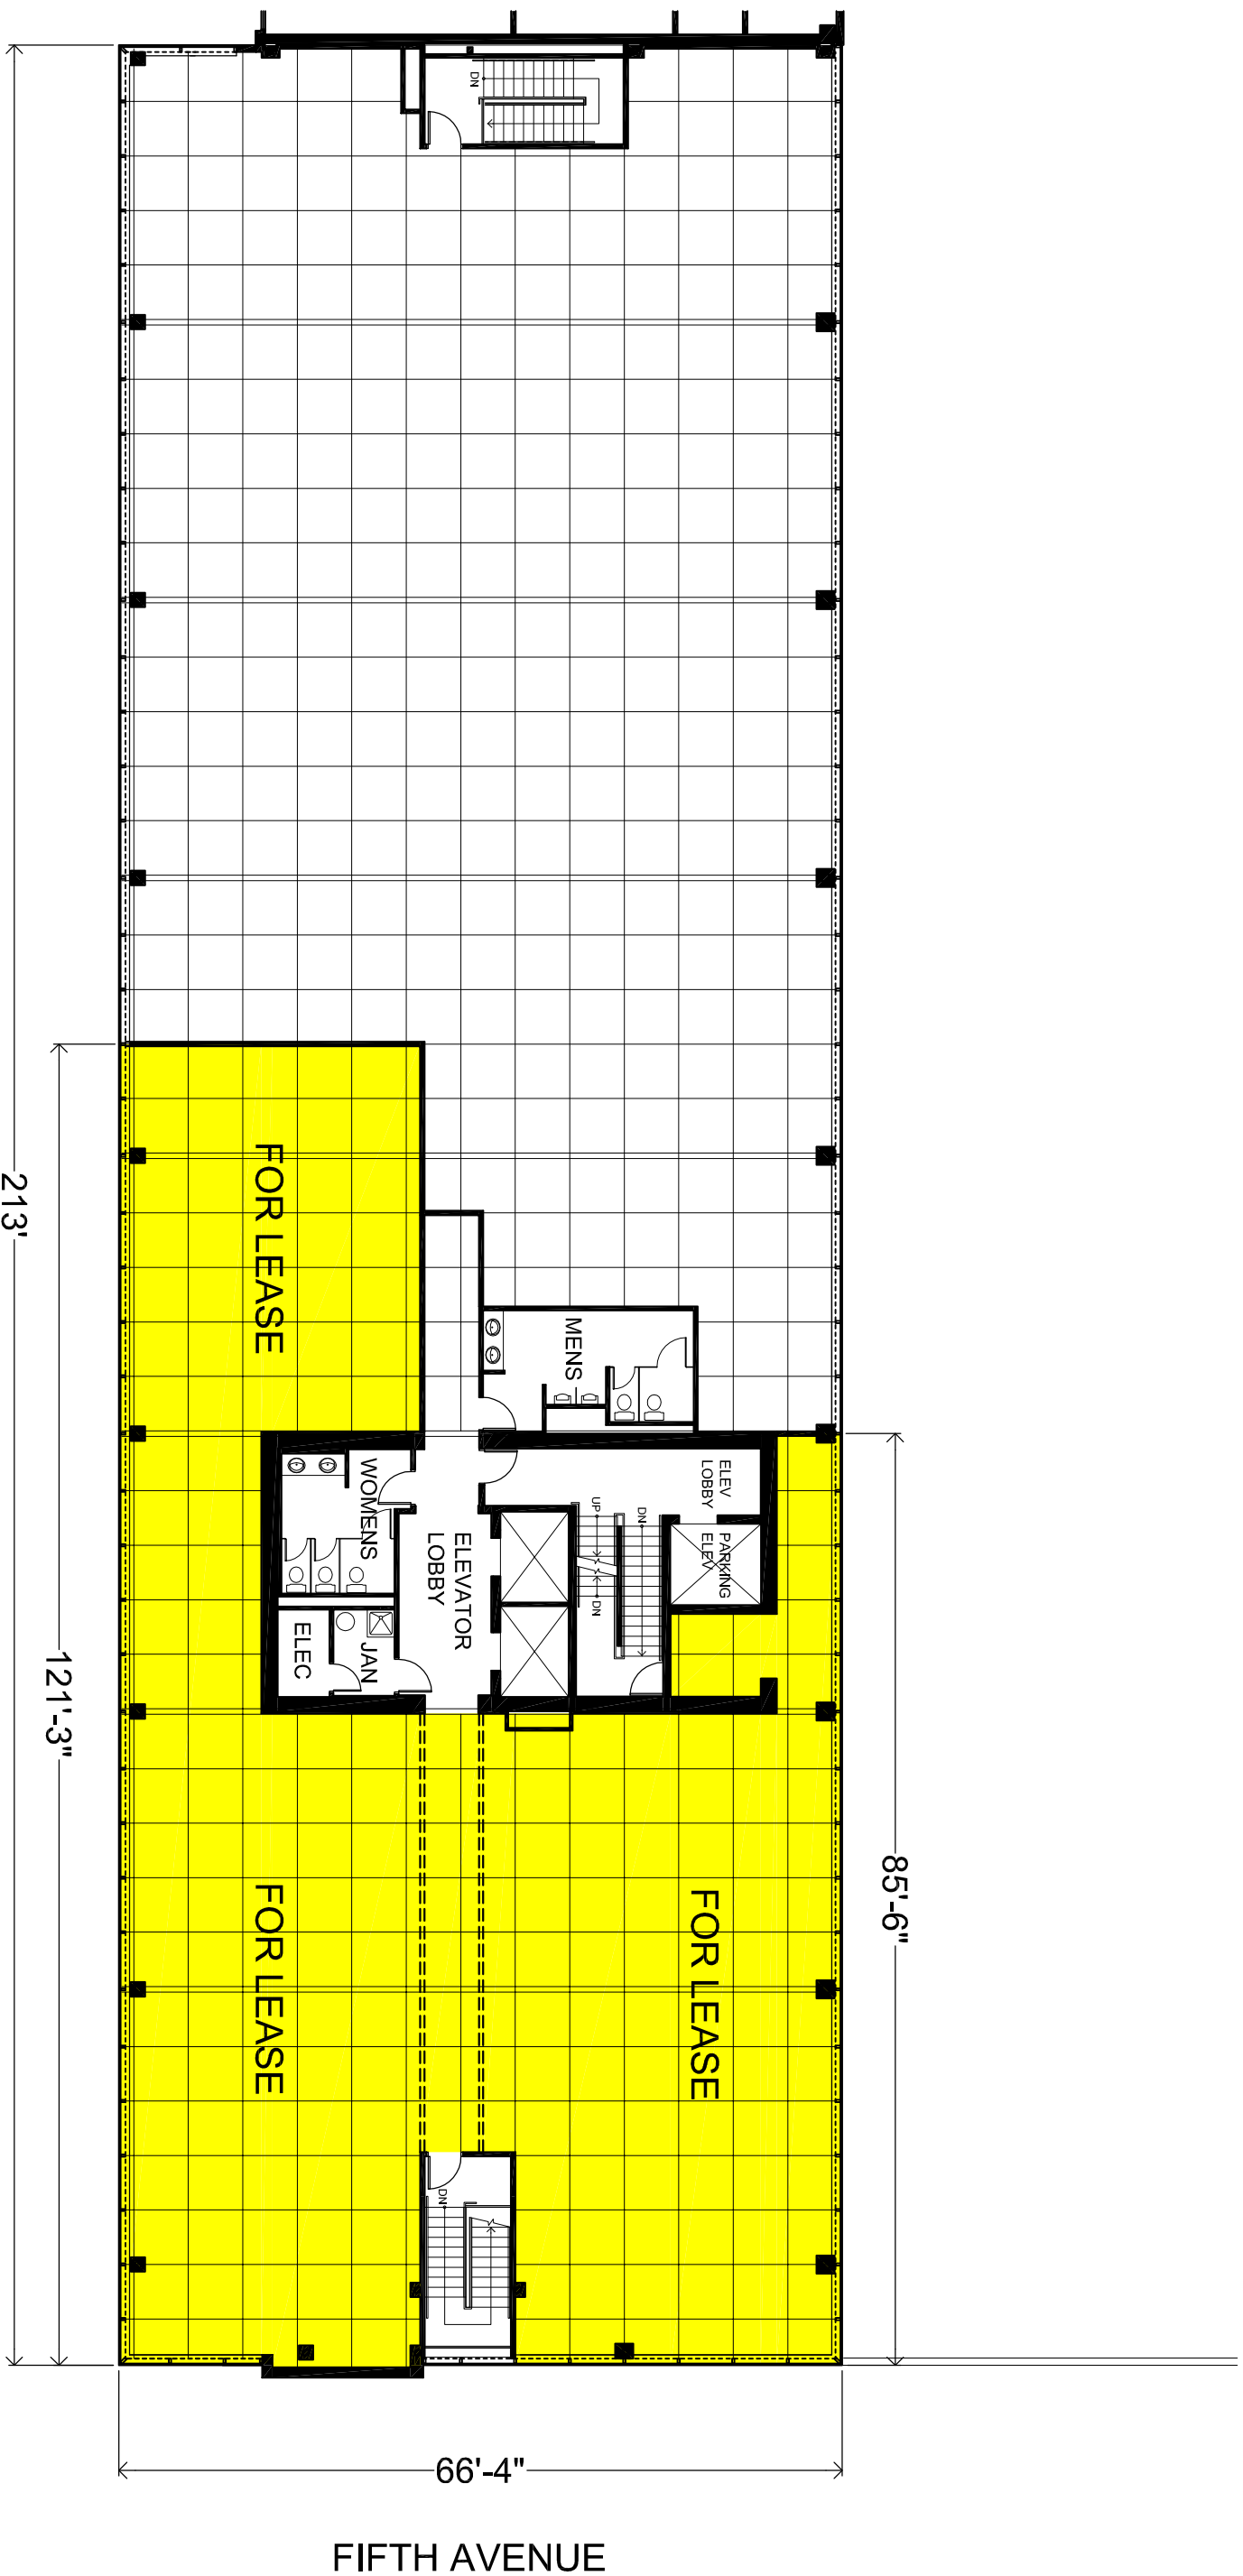 DN
213'
FOR LEASE
MENS
121'-3"
85'-6"
WOMENS
ELEVATOR
LOBBY
ELEV
LOBBY
UP
DN
DN
PARKING
ELEV
ELEC
JAN
FOR LEASE
FOR LEASE
DN
66'-4"
FIFTH AVENUE